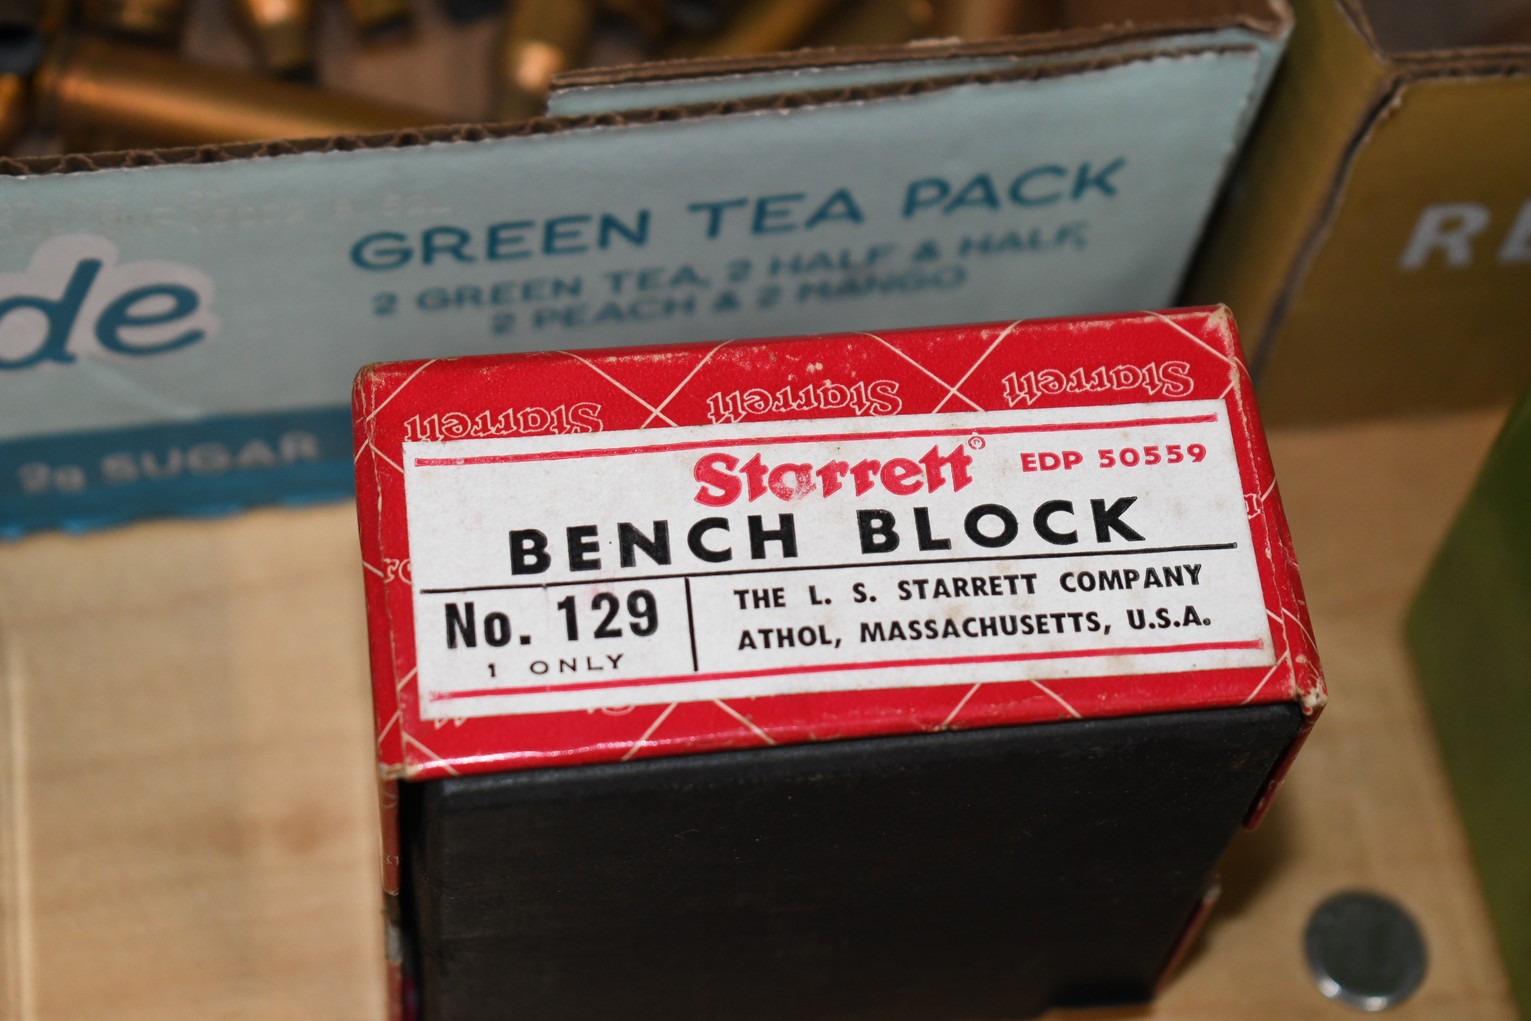 GREEN TEA PACK
2 GREEN TEA, 2 HALF & HALF,
2 PEACH & 2 MANGO
de
2g SUGAR
RE
Starrett Starrett Starrett
Starrett® EDP 50559
BENCH BLOCK
No. 129
1 ONLY
THE L. S. STARRETT COMPANY
ATHOL, MASSACHUSETTS, U.S.A.